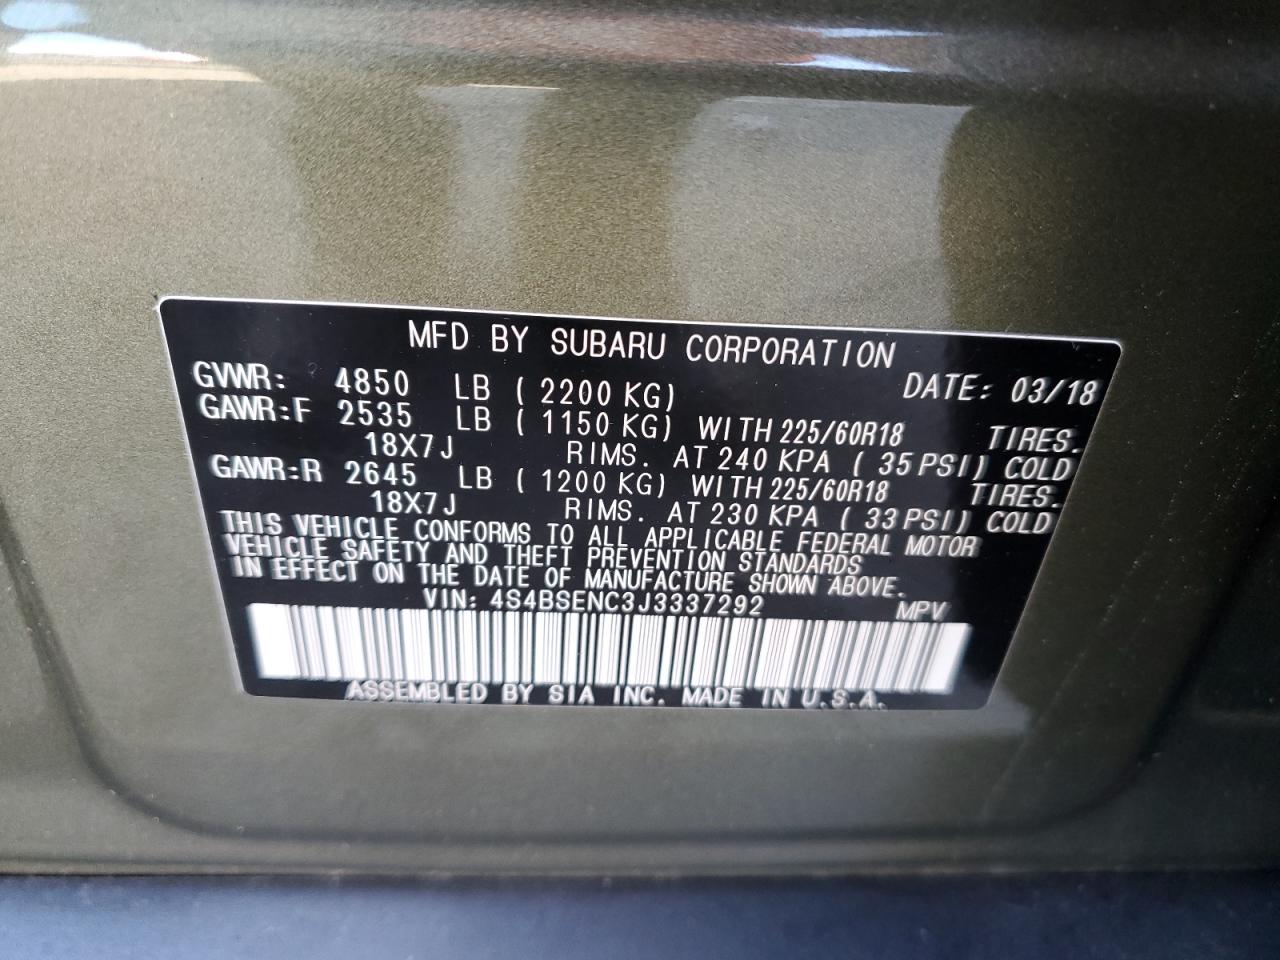 MFD BY SUBARU CORPORATION
GVWR: 4850 LB ( 2200 KG) DATE: 03/18
GAWR:F 2535 LB ( 1150 KG) WITH 225/60R18 TIRES.
18X7J RIMS. AT 240 KPA ( 35 PSI) COLD
GAWR:R 2645 LB ( 1200 KG) WITH 225/60R18 TIRES.
18X7J RIMS. AT 230 KPA ( 33 PSI) COLD
THIS VEHICLE CONFORMS TO ALL APPLICABLE FEDERAL MOTOR
VEHICLE SAFETY AND THEFT PREVENTION STANDARDS
IN EFFECT ON THE DATE OF MANUFACTURE SHOWN ABOVE.
VIN: 4S4BSENC3J3337292 MPV
ASSEMBLED BY SIA INC. MADE IN U.S.A.